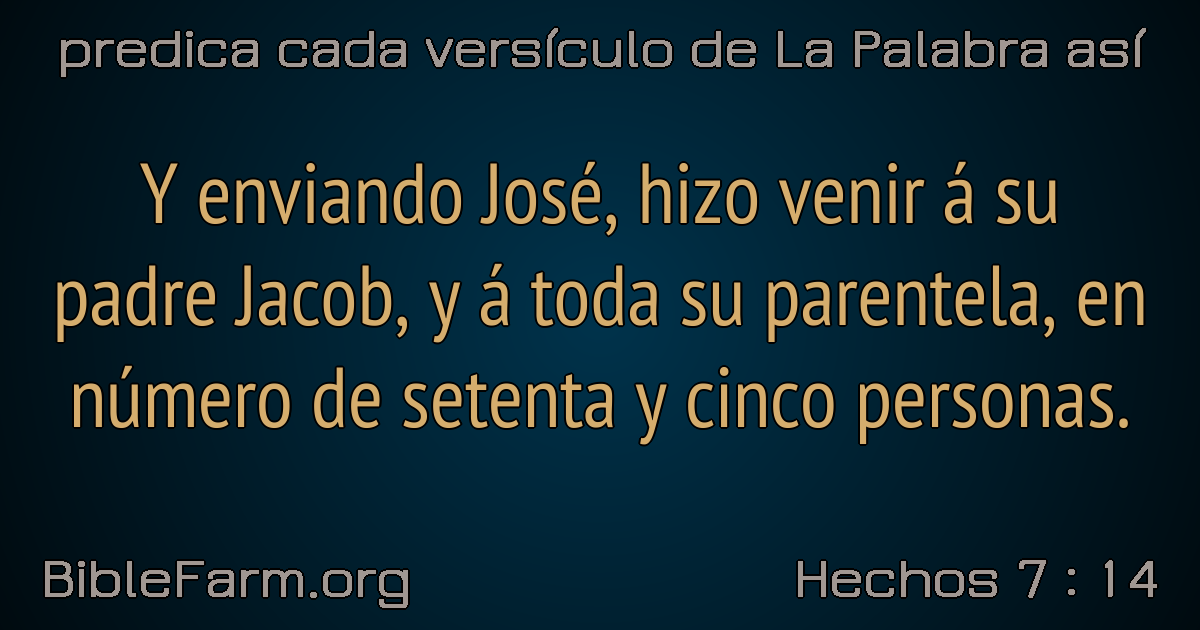 predica cada versículo de La Palabra así
Y enviando José, hizo venir á su
padre Jacob, y á toda su parentela, en
número de setenta y cinco personas.
BibleFarm.org
Hechos 7 : 14